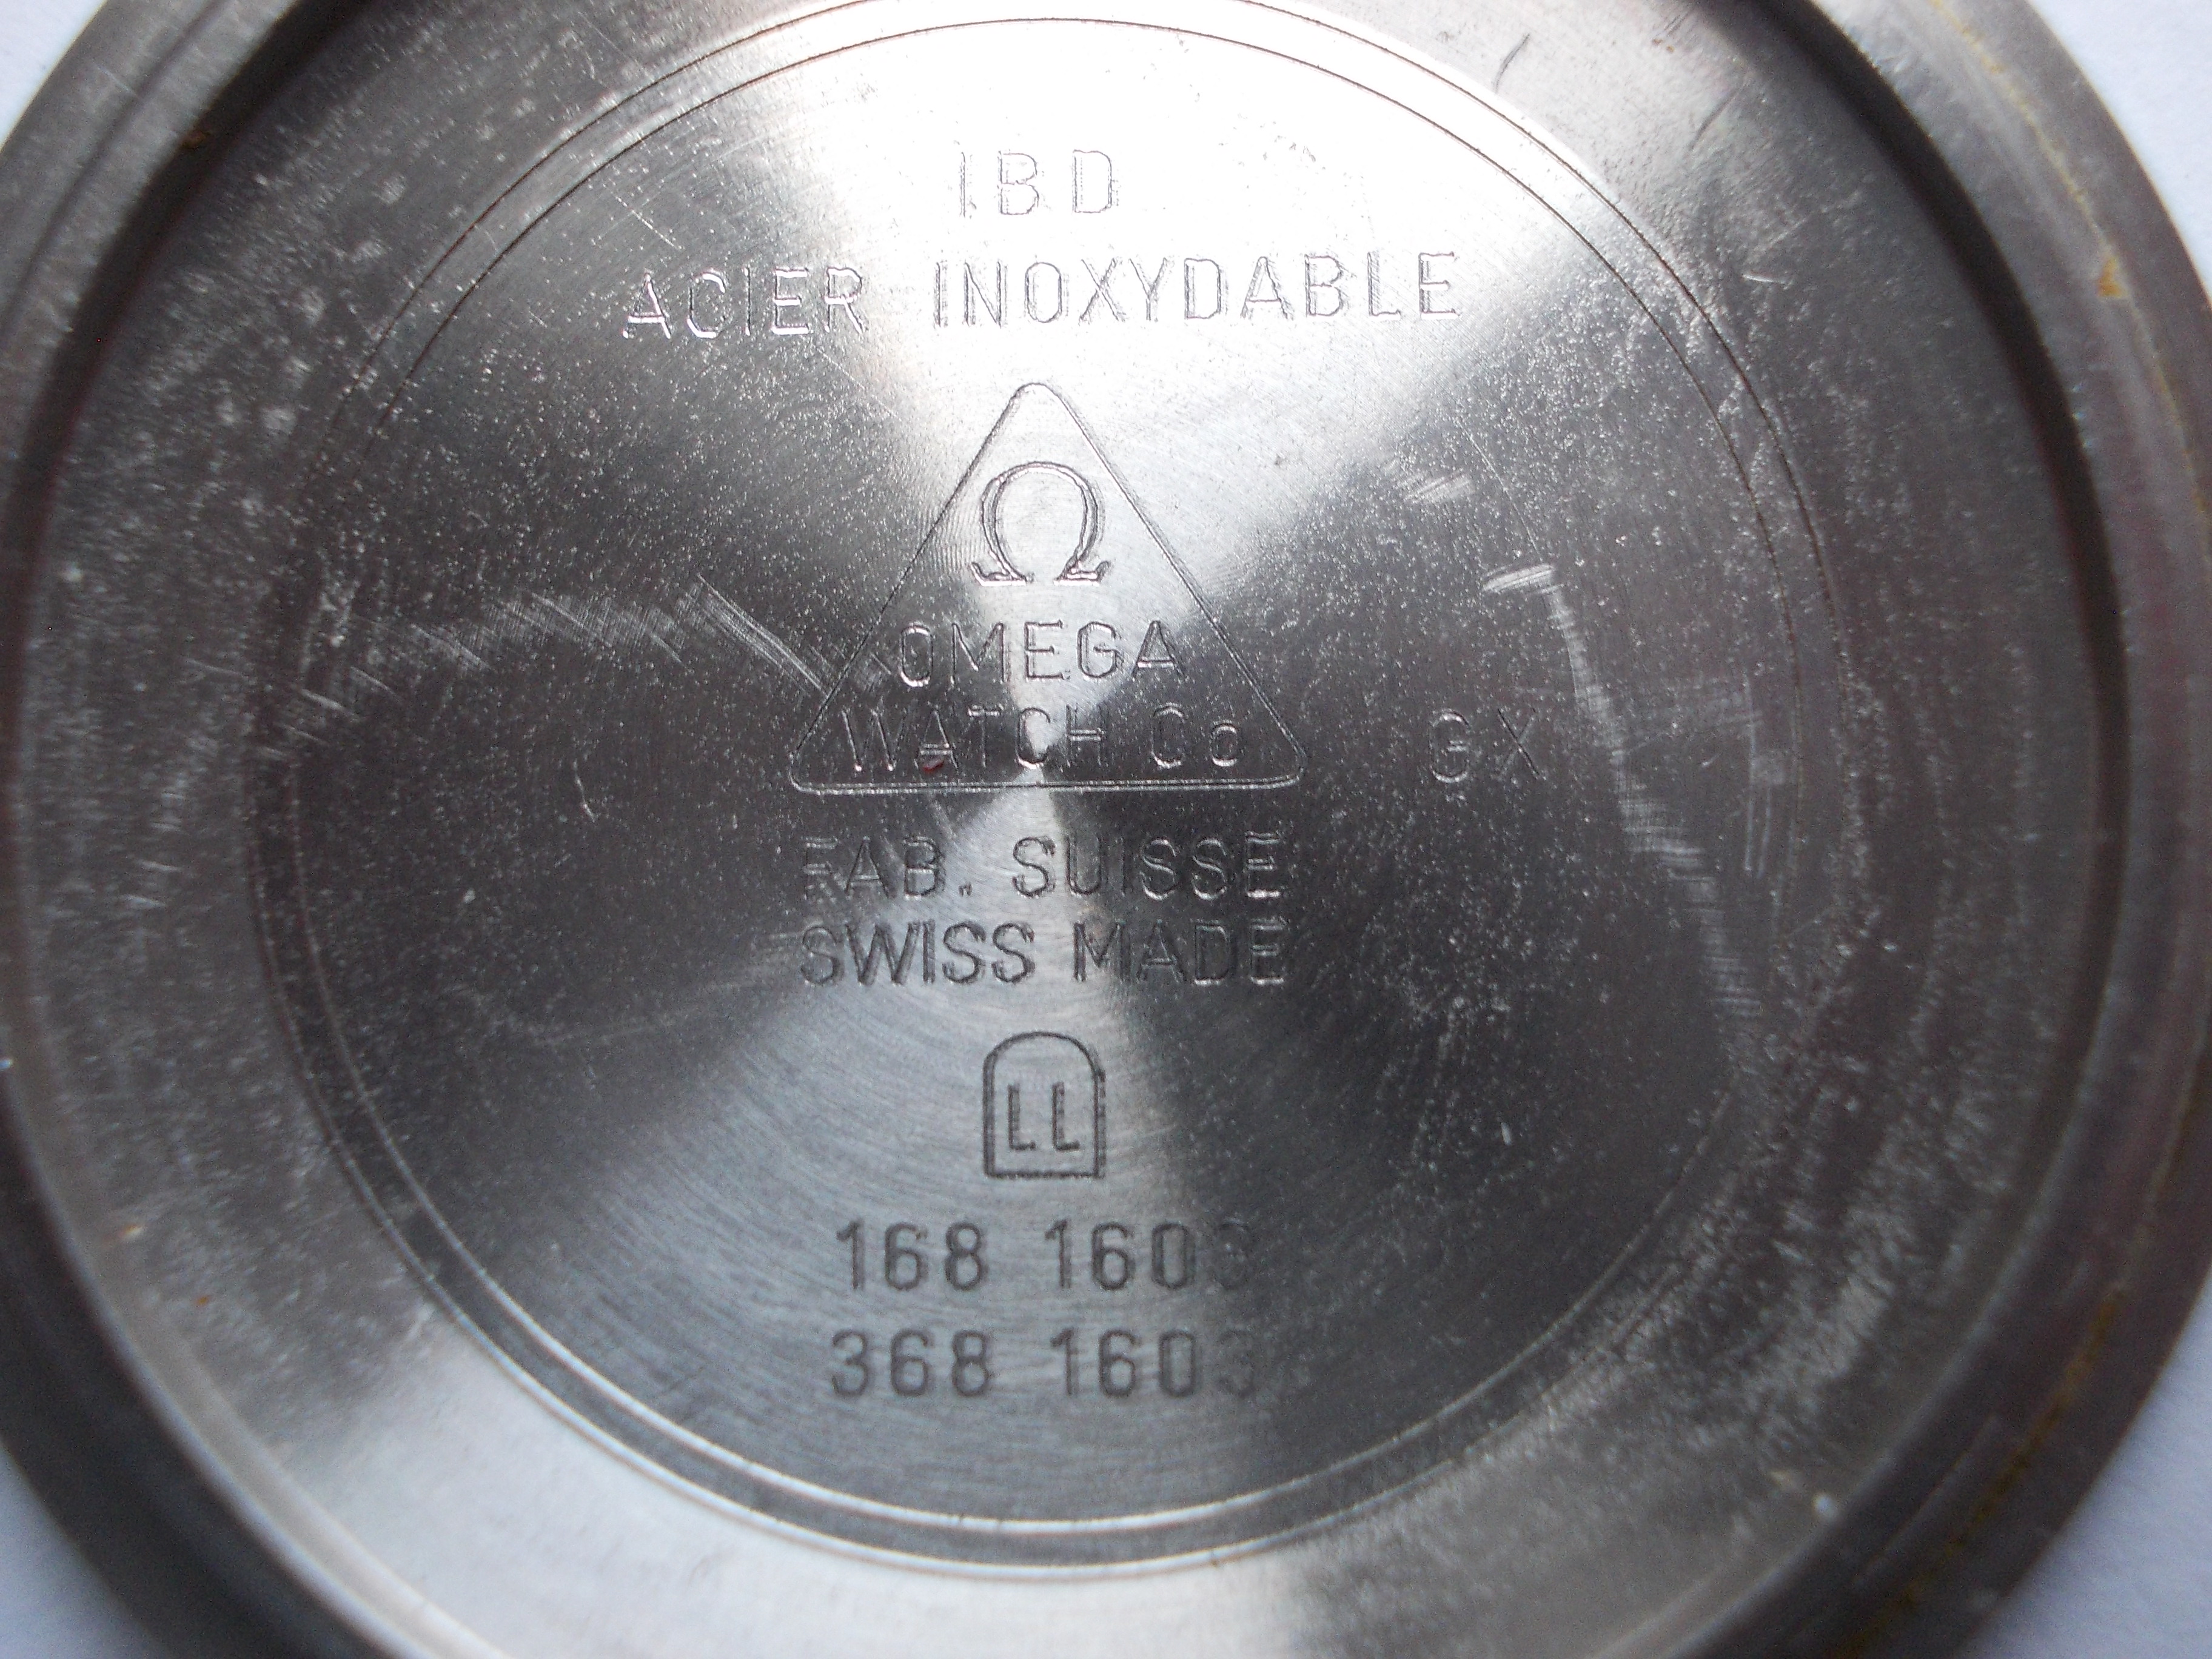 IBD
ACIER INOXYDABLE
Ω
OMEGA
WATCH Co
GX
FAB. SUISSE
SWISS MADE
LL
168 1603
368 1603